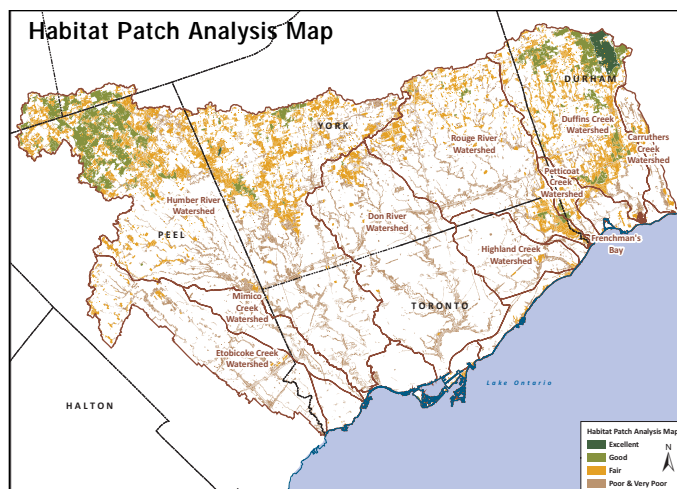 Habitat Patch Analysis Map
DURHAM
Duffins Creek
Watershed
YORK
Rouge River
Watershed
Carruthers
Creek
Watershed
Petticoat
Creek
Watershed
Humber River
Watershed
Don River
Watershed
PEEL
Frenchman's
Bay
Highland Creek
Watershed
Mimico
Creek
Watershed
TORONTO
Etobicoke Creek
Watershed
Lake Ontario
HALTON
Habitat Patch Analysis Map
Excellent
Good
Fair
Poor & Very Poor
N